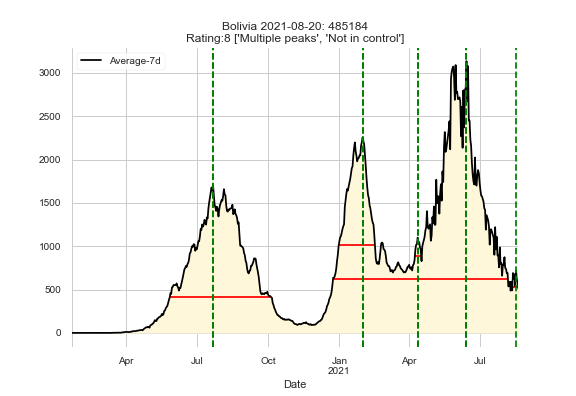 Bolivia 2021-08-20: 485184
Rating:8 ['Multiple peaks', 'Not in control']
Average-7d
3000
2500
2000
1500
1000
500
0
Apr Jul Oct Jan Apr Jul
2021
Date